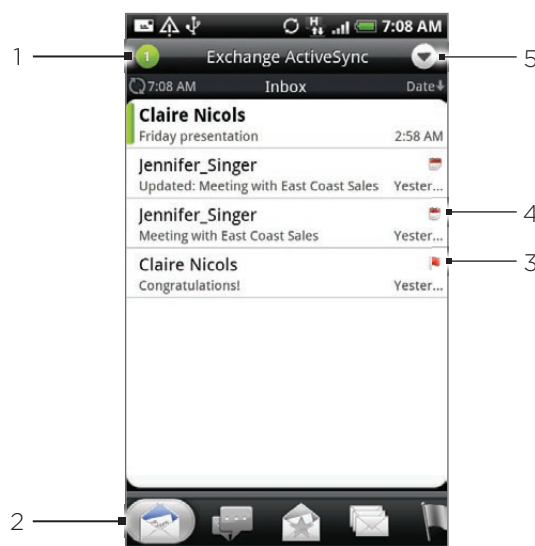 H
7:08 AM
1
1
Exchange ActiveSync
5
7:08 AM
Inbox
Date
Claire Nicols
Friday presentation
2:58 AM
Jennifer_Singer
Updated: Meeting with East Coast Sales
Yester...
Jennifer_Singer
4
Meeting with East Coast Sales
Yester...
Claire Nicols
3
Congratulations!
Yester...
2